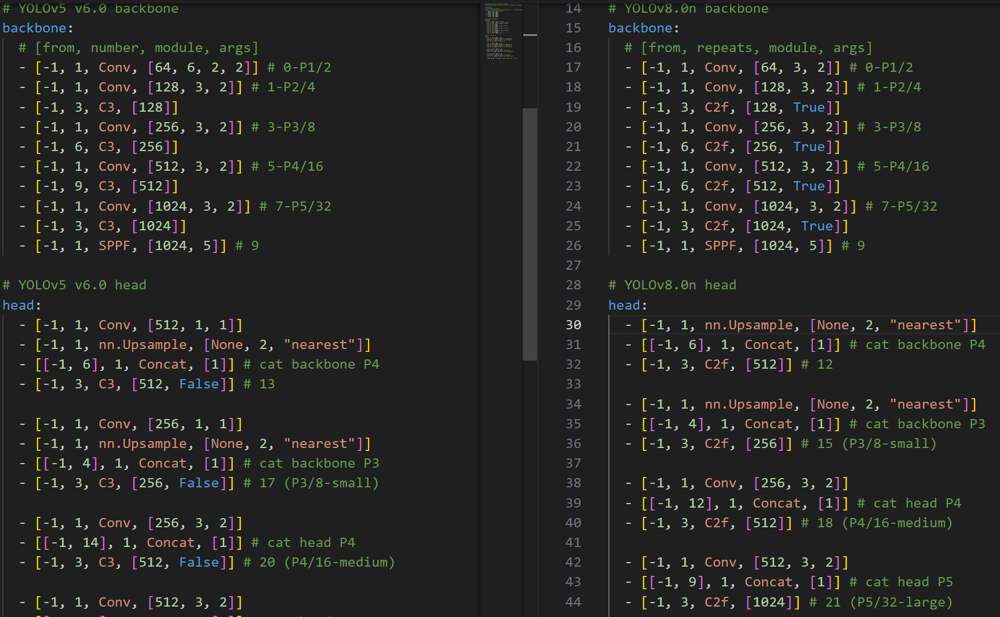 # YOLOv5 v6.0 backbone
backbone:
  # [from, number, module, args]
  - [-1, 1, Conv, [64, 6, 2, 2]] # 0-P1/2
  - [-1, 1, Conv, [128, 3, 2]] # 1-P2/4
  - [-1, 3, C3, [128]]
  - [-1, 1, Conv, [256, 3, 2]] # 3-P3/8
  - [-1, 6, C3, [256]]
  - [-1, 1, Conv, [512, 3, 2]] # 5-P4/16
  - [-1, 9, C3, [512]]
  - [-1, 1, Conv, [1024, 3, 2]] # 7-P5/32
  - [-1, 3, C3, [1024]]
  - [-1, 1, SPPF, [1024, 5]] # 9
# YOLOv5 v6.0 head
head:
  - [-1, 1, Conv, [512, 1, 1]]
  - [-1, 1, nn.Upsample, [None, 2, "nearest"]]
  - [[-1, 6], 1, Concat, [1]] # cat backbone P4
  - [-1, 3, C3, [512, False]] # 13
  - [-1, 1, Conv, [256, 1, 1]]
  - [-1, 1, nn.Upsample, [None, 2, "nearest"]]
  - [[-1, 4], 1, Concat, [1]] # cat backbone P3
  - [-1, 3, C3, [256, False]] # 17 (P3/8-small)
  - [-1, 1, Conv, [256, 3, 2]]
  - [[-1, 14], 1, Concat, [1]] # cat head P4
  - [-1, 3, C3, [512, False]] # 20 (P4/16-medium)
  - [-1, 1, Conv, [512, 3, 2]]
14 # YOLOv8.0n backbone
15 backbone:
16   # [from, repeats, module, args]
17   - [-1, 1, Conv, [64, 3, 2]] # 0-P1/2
18   - [-1, 1, Conv, [128, 3, 2]] # 1-P2/4
19   - [-1, 3, C2f, [128, True]]
20   - [-1, 1, Conv, [256, 3, 2]] # 3-P3/8
21   - [-1, 6, C2f, [256, True]]
22   - [-1, 1, Conv, [512, 3, 2]] # 5-P4/16
23   - [-1, 6, C2f, [512, True]]
24   - [-1, 1, Conv, [1024, 3, 2]] # 7-P5/32
25   - [-1, 3, C2f, [1024, True]]
26   - [-1, 1, SPPF, [1024, 5]] # 9
27
28 # YOLOv8.0n head
29 head:
30   - [-1, 1, nn.Upsample, [None, 2, "nearest"]]
31   - [[-1, 6], 1, Concat, [1]] # cat backbone P4
32   - [-1, 3, C2f, [512]] # 12
33
34   - [-1, 1, nn.Upsample, [None, 2, "nearest"]]
35   - [[-1, 4], 1, Concat, [1]] # cat backbone P3
36   - [-1, 3, C2f, [256]] # 15 (P3/8-small)
37
38   - [-1, 1, Conv, [256, 3, 2]]
39   - [[-1, 12], 1, Concat, [1]] # cat head P4
40   - [-1, 3, C2f, [512]] # 18 (P4/16-medium)
41
42   - [-1, 1, Conv, [512, 3, 2]]
43   - [[-1, 9], 1, Concat, [1]] # cat head P5
44   - [-1, 3, C2f, [1024]] # 21 (P5/32-large)